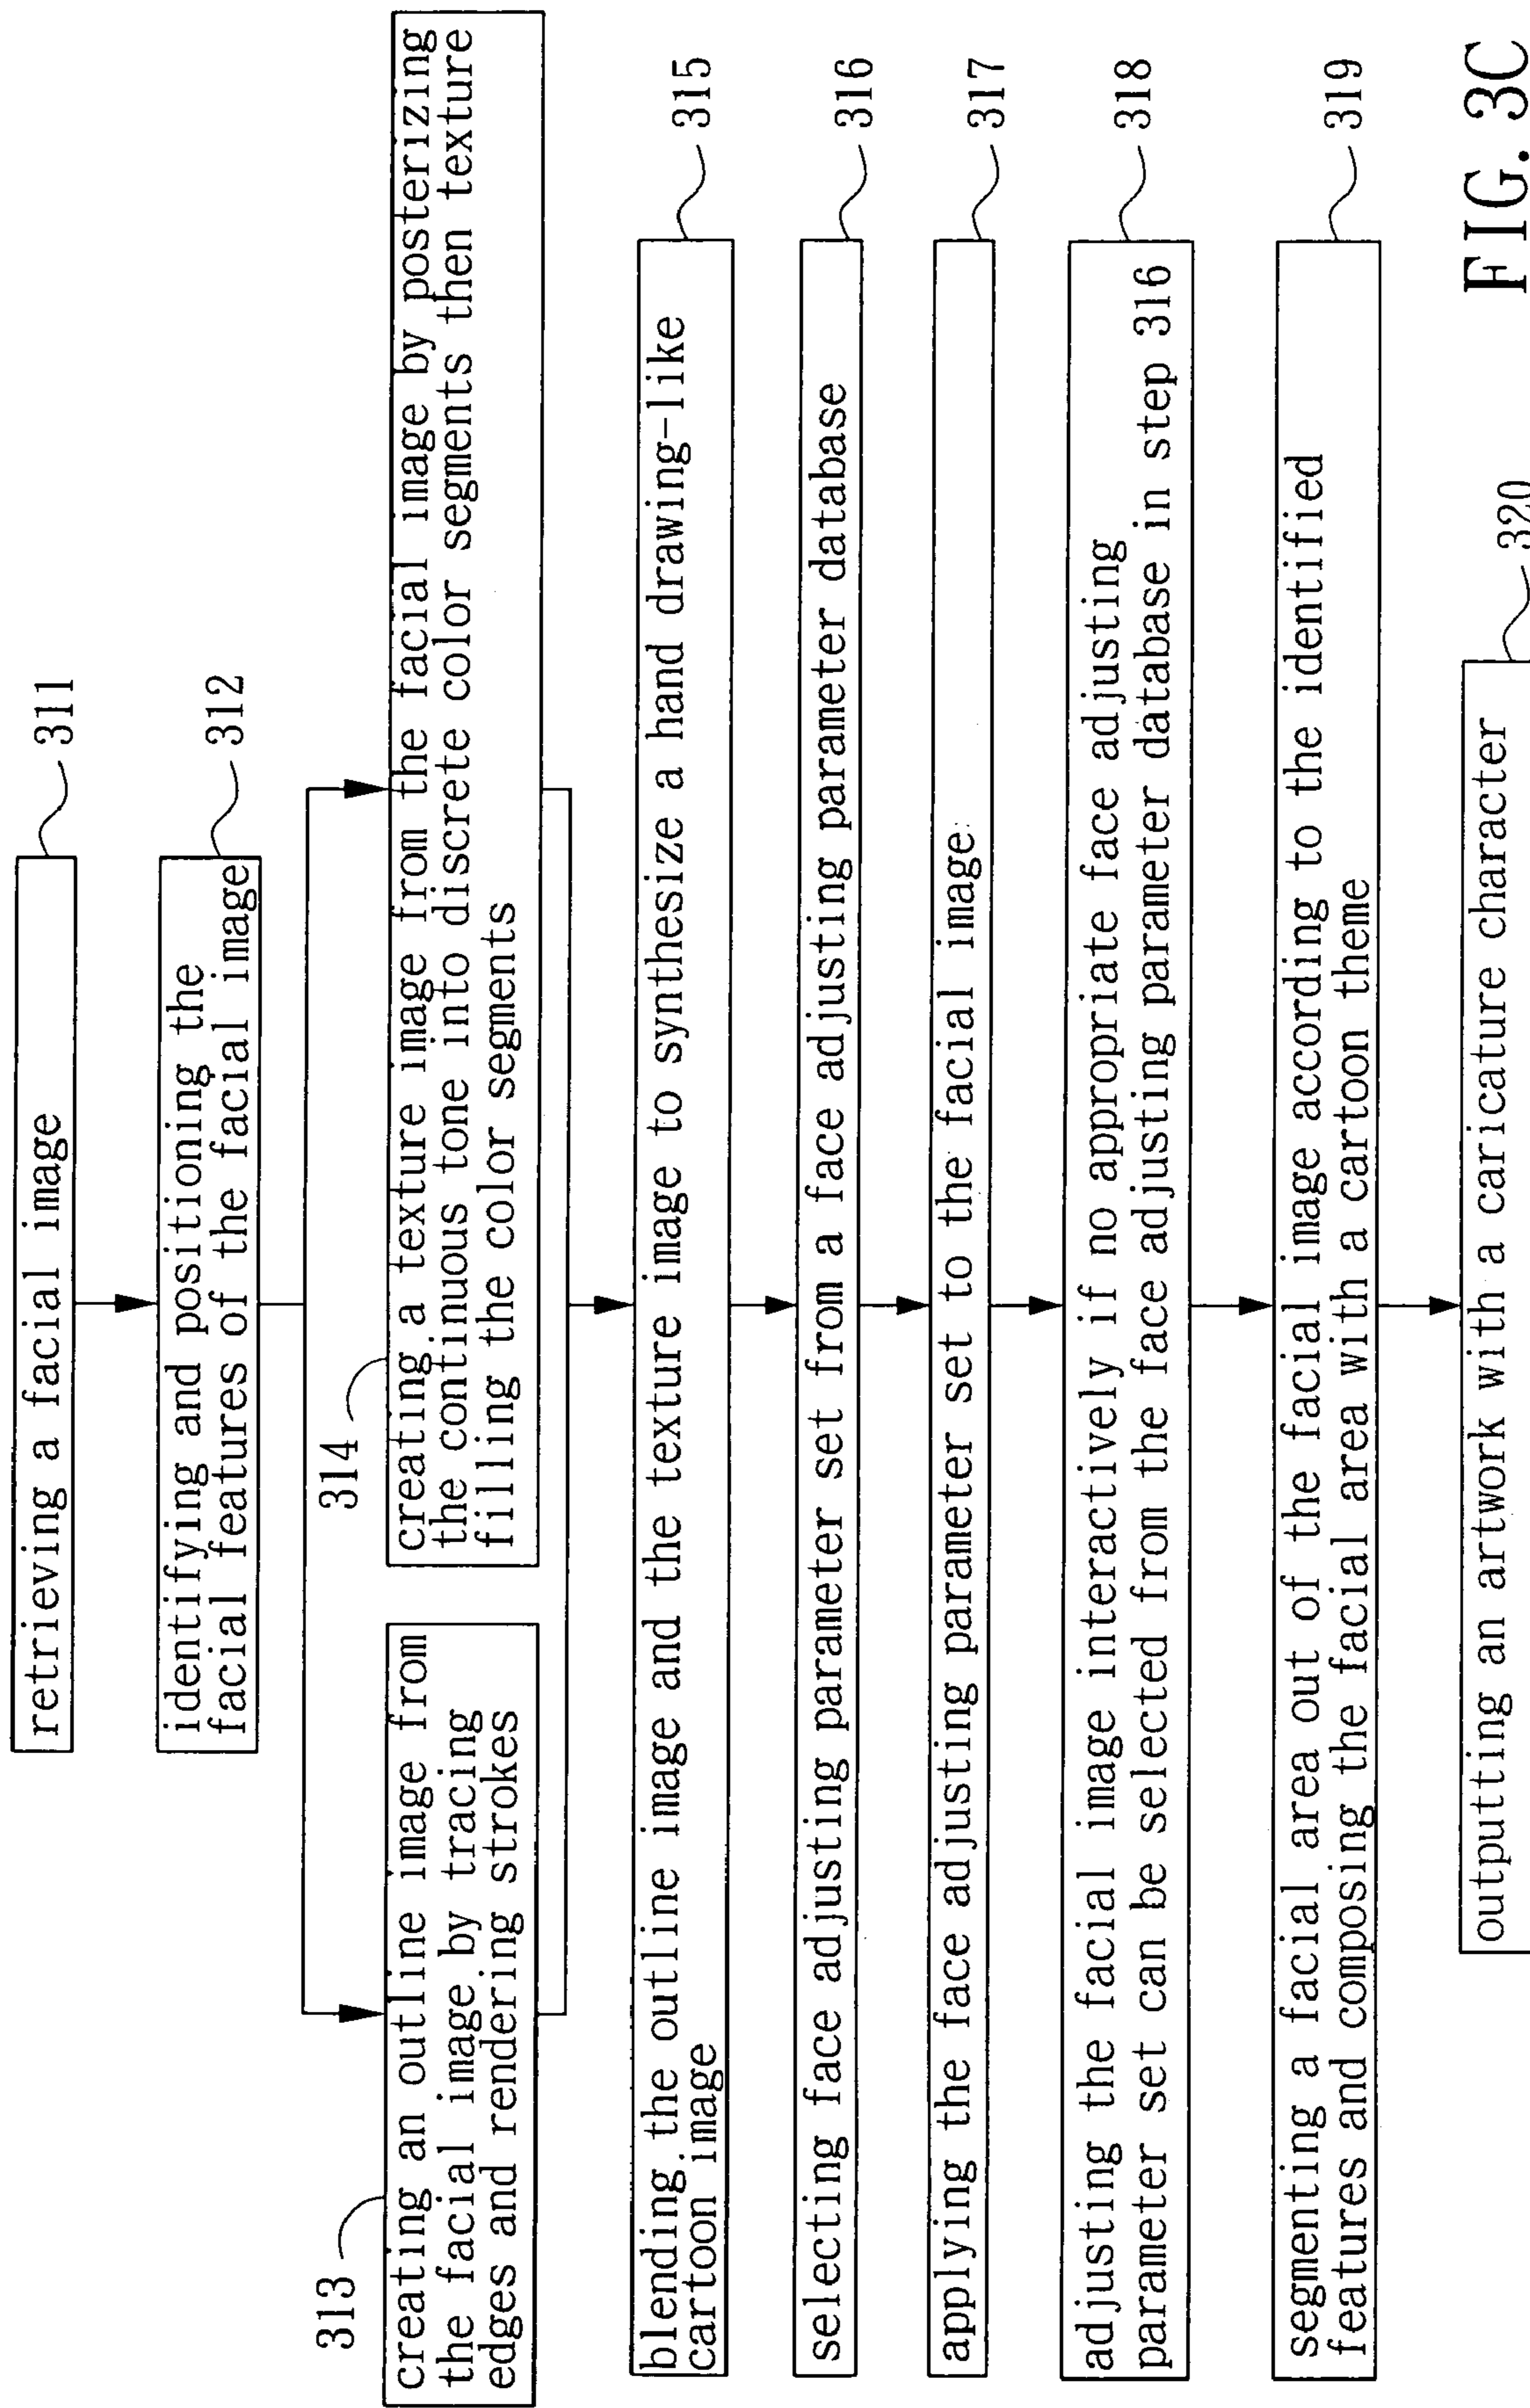 retrieving a facial image
311
identifying and positioning the
facial features of the facial image
312
313
creating an outline image from
the facial image by tracing
edges and rendering strokes
314
creating a texture image from the facial image by posterizing
the continuous tone into discrete color segments then texture
filling the color segments
blending the outline image and the texture image to synthesize a hand drawing-like
cartoon image
315
selecting face adjusting parameter set from a face adjusting parameter database
316
applying the face adjusting parameter set to the facial image
317
adjusting the facial image interactively if no appropriate face adjusting
parameter set can be selected from the face adjusting parameter database in step 316
318
segmenting a facial area out of the facial image according to the identified
features and composing the facial area with a cartoon theme
319
outputting an artwork with a caricature character
320
FIG. 3C